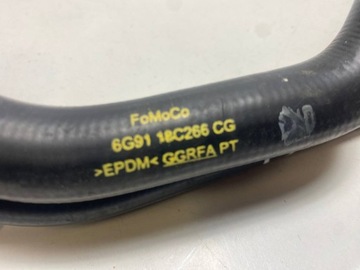 FoMoCo
6G91 18C266 CG
>EPDM< GGRFA PT